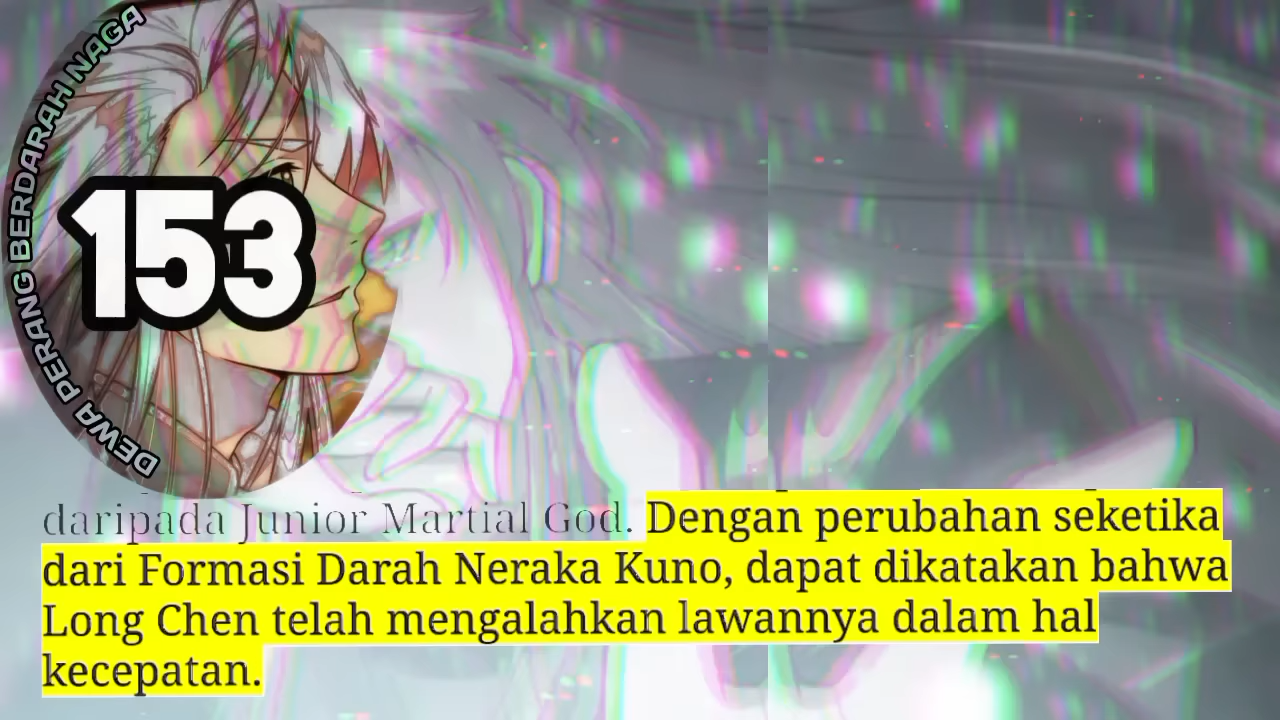 DEWA PERANG BERDARAH NAGA
153
daripada Junior Martial God. Dengan perubahan seketika
dari Formasi Darah Neraka Kuno, dapat dikatakan bahwa
Long Chen telah mengalahkan lawannya dalam hal
kecepatan.